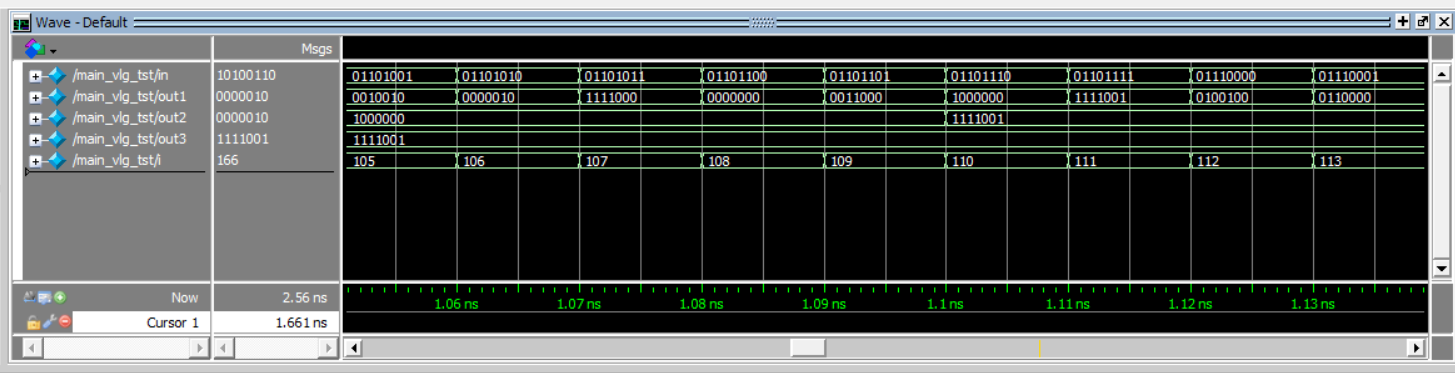 Wave - Default
Msgs
/main_vlg_tst/in 10100110 01101001 01101010 01101011 01101100 01101101 01101110 01101111 01110000 01110001
/main_vlg_tst/out1 0000010 0010010 0000010 1111000 0000000 0011000 1000000 1111001 0100100 0110000
/main_vlg_tst/out2 0000010 1000000 1111001
/main_vlg_tst/out3 1111001 1111001
/main_vlg_tst/i 166 105 106 107 108 109 110 111 112 113
Now 2.56 ns 1.06 ns 1.07 ns 1.08 ns 1.09 ns 1.1 ns 1.11 ns 1.12 ns 1.13 ns
Cursor 1 1.661 ns